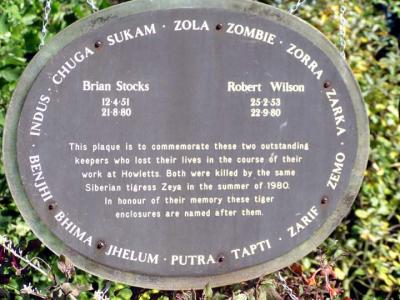 INDUS · CHUGA · SUKAM · ZOLA · ZOMBIE · ZORRA · ZARKA ·
Brian Stocks Robert Wilson
12·4·51 25·2·53
21·8·80 22·9·80
This plaque is to commemorate these two outstanding
keepers who lost their lives in the course of their
work at Howletts. Both were killed by the same
Siberian tigress Zeya in the summer of 1980.
In honour of their memory these tiger
enclosures are named after them.
BENJHI · BHIMA · JHELUM · PUTRA · TAPTI · ZARIF · ZEMO